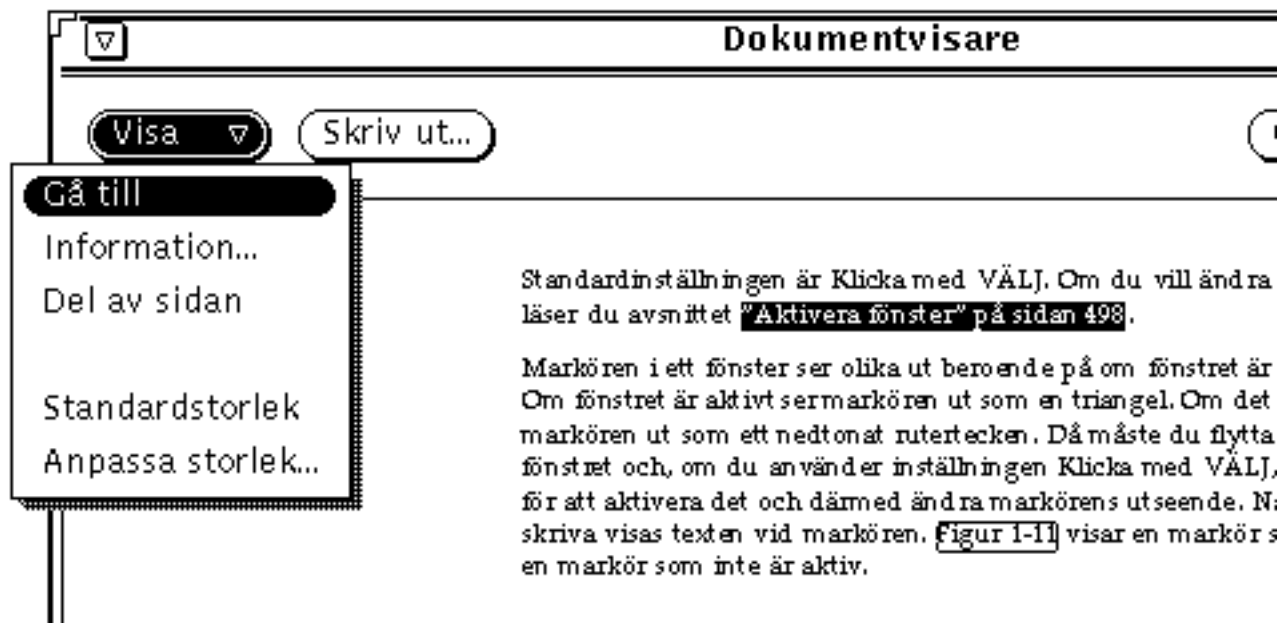 Dokumentvisare
Visa
Skriv ut...
Gå till
Information...
Del av sidan
Standardstorlek
Anpassa storlek...
Standardinställningen är Klicka med VÄLJ. Om du vill ändra
läser du avsnittet "Aktivera fönster" på sidan 498.
Markören i ett fönster ser olika ut beroende på om fönstret är
Om fönstret är aktivt ser markören ut som en triangel. Om det
markören ut som ett nedtonat rutertecken. Då måste du flytta
fönstret och, om du använder inställningen Klicka med VÄLJ,
för att aktivera det och därmed ändra markörens utseende.
skriva visas texten vid markören. Figur 1-11 visar en markör
en markör som inte är aktiv.